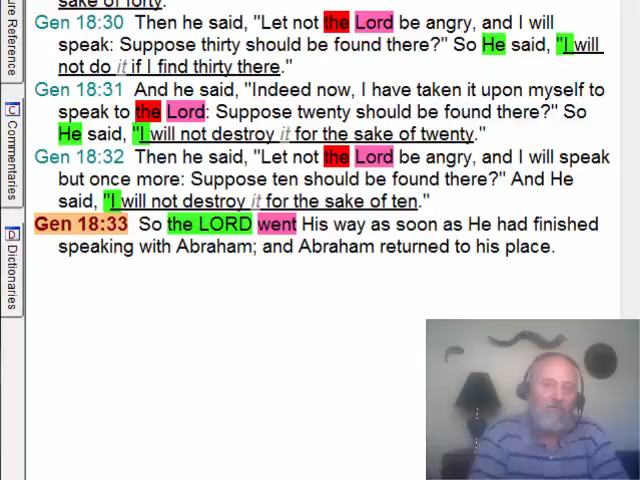 sake of forty.
Gen 18:30 Then he said, "Let not the Lord be angry, and I will
speak: Suppose thirty should be found there?" So He said, "I will
not do it if I find thirty there."
Gen 18:31 And he said, "Indeed now, I have taken it upon myself to
speak to the Lord: Suppose twenty should be found there?" So
He said, "I will not destroy it for the sake of twenty."
Gen 18:32 Then he said, "Let not the Lord be angry, and I will speak
but once more: Suppose ten should be found there?" And He
said, "I will not destroy it for the sake of ten."
Gen 18:33 So the LORD went His way as soon as He had finished
speaking with Abraham; and Abraham returned to his place.
Reference
Commentaries
Dictionaries